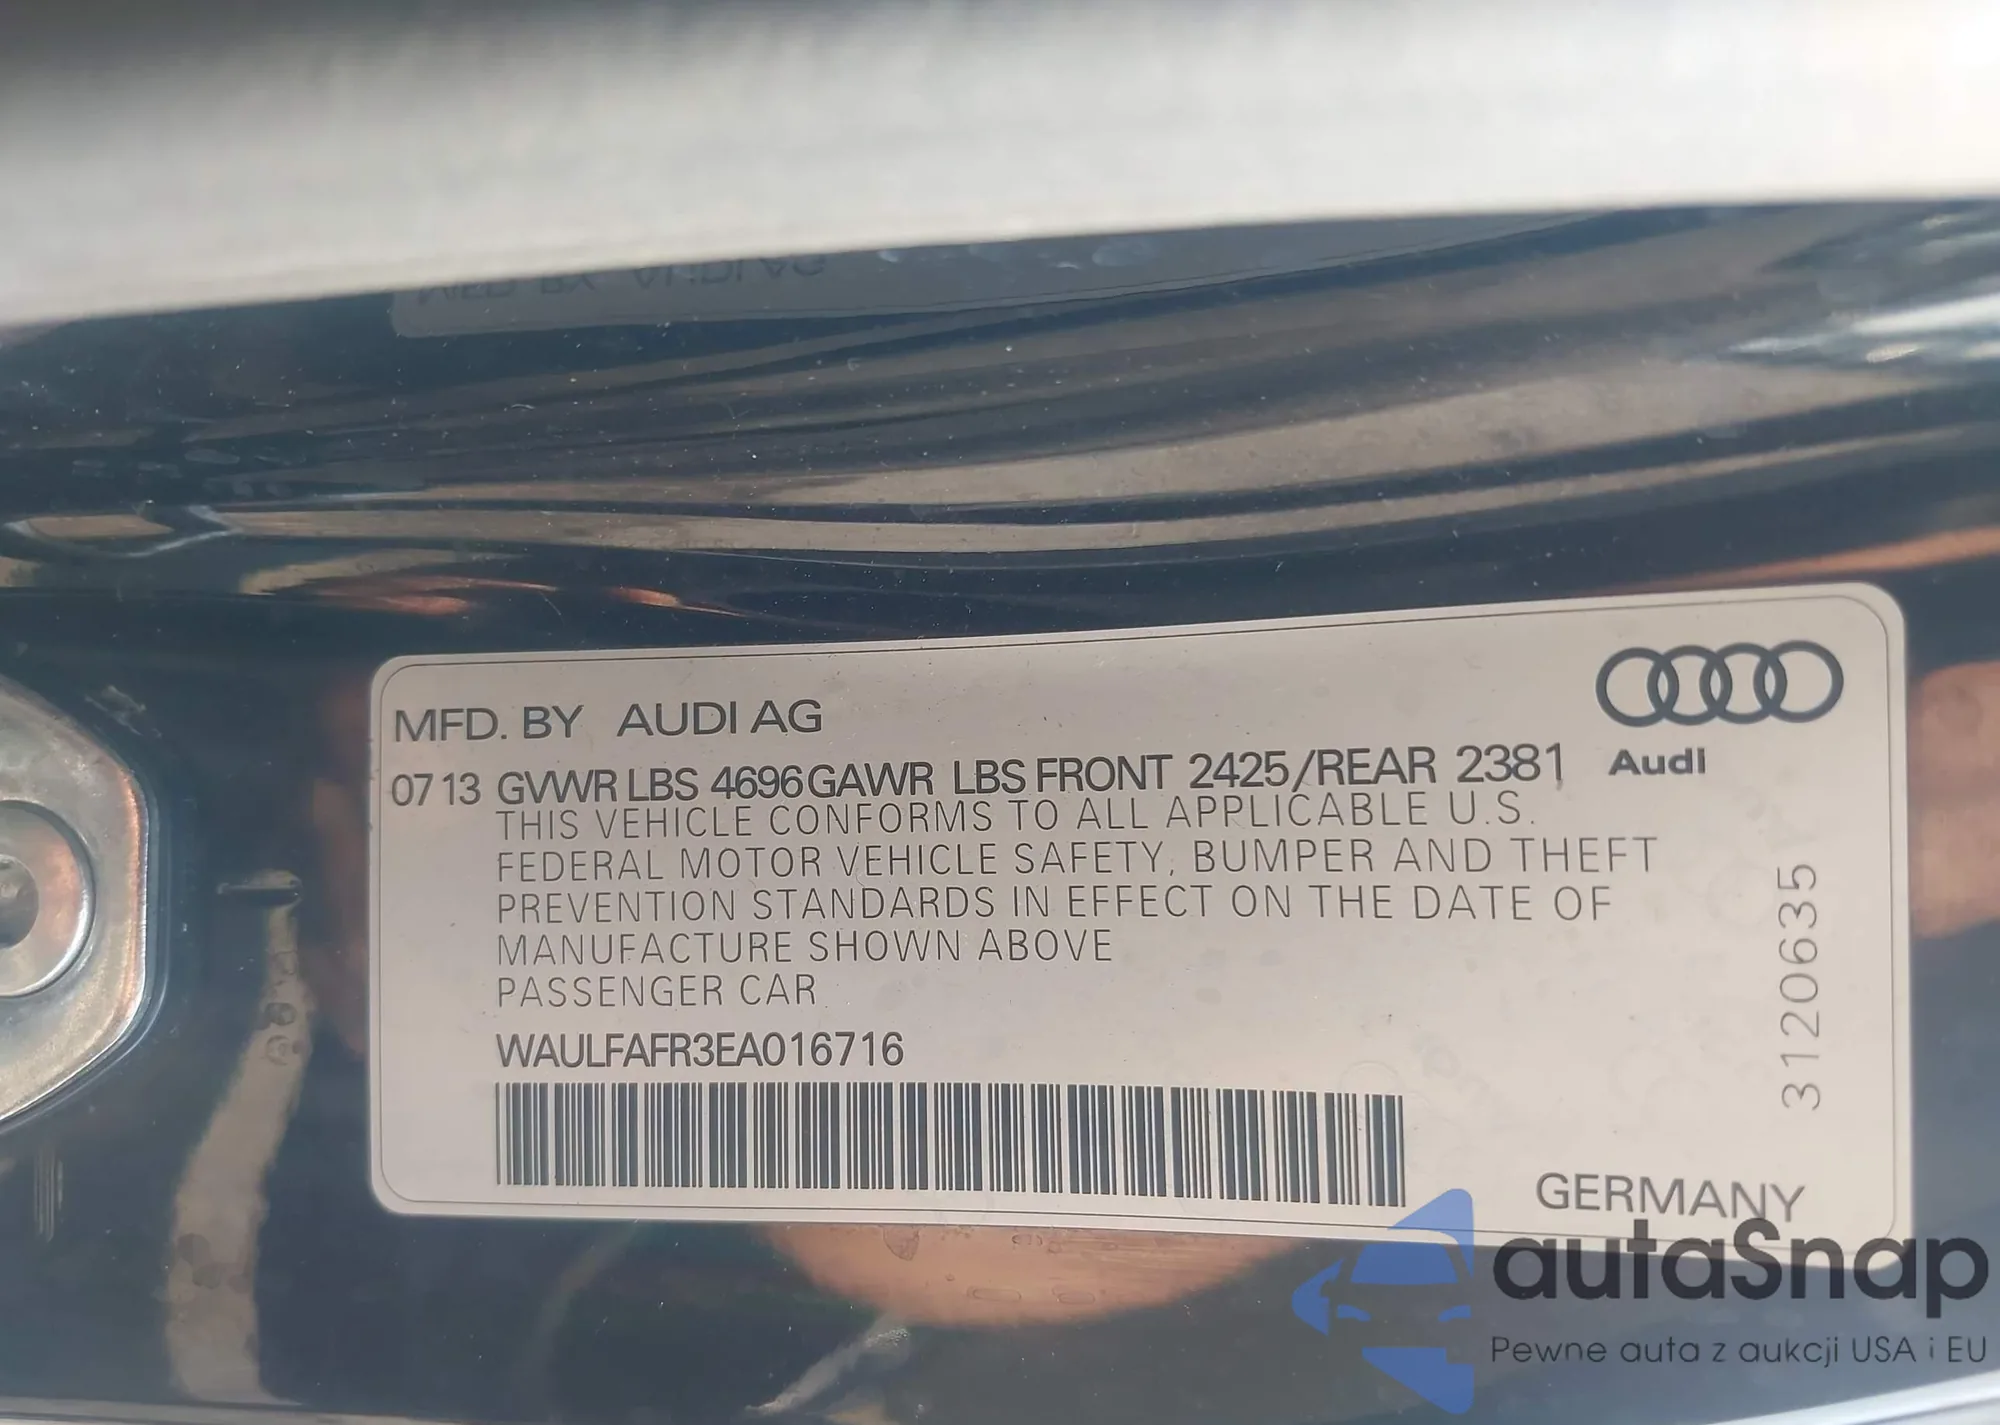 MFD. BY AUDI AG
Audi
07 13 GVWR LBS 4696 GAWR LBS FRONT 2425/REAR 2381
THIS VEHICLE CONFORMS TO ALL APPLICABLE U.S.
FEDERAL MOTOR VEHICLE SAFETY, BUMPER AND THEFT
PREVENTION STANDARDS IN EFFECT ON THE DATE OF
MANUFACTURE SHOWN ABOVE
PASSENGER CAR
WAULFAFR3EA016716
3120635
GERMANY
autaSnap
Pewne auta z aukcji USA i EU